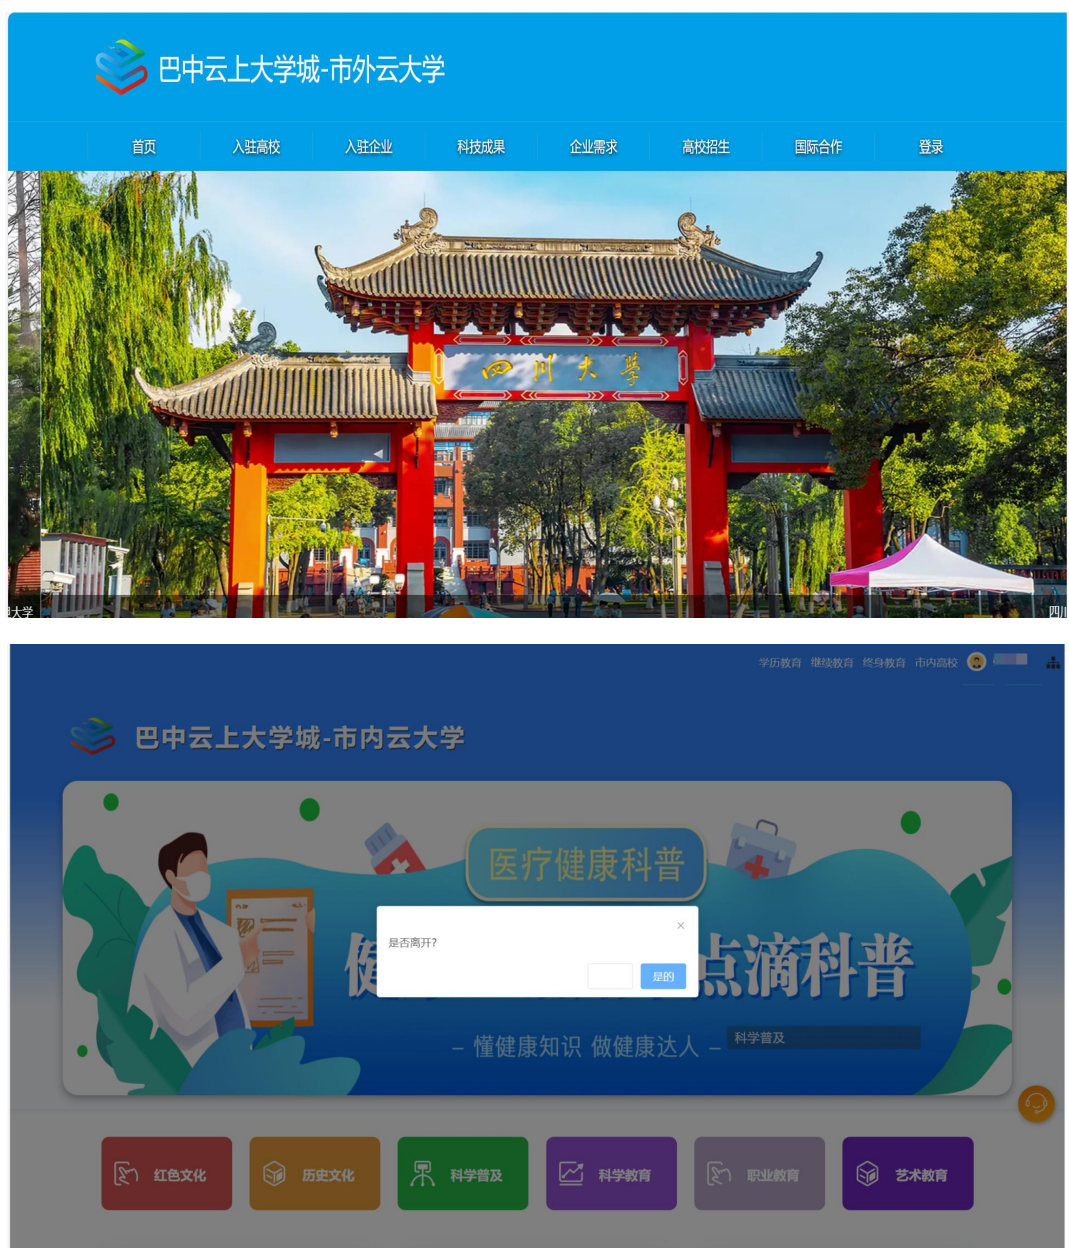 巴中云上大学城-市外云大学
首页 入驻高校 入驻企业 科技成果 企业需求 高校招生 国际合作 登录
四川大學
大学
四川
学历教育 继续教育 终身教育 市内高校
巴中云上大学城-市内云大学
医疗健康科普
是否离开?
是的
健 点滴科普
– 懂健康知识 做健康达人 –
科学普及
红色文化 历史文化 科学普及 科学教育 职业教育 艺术教育